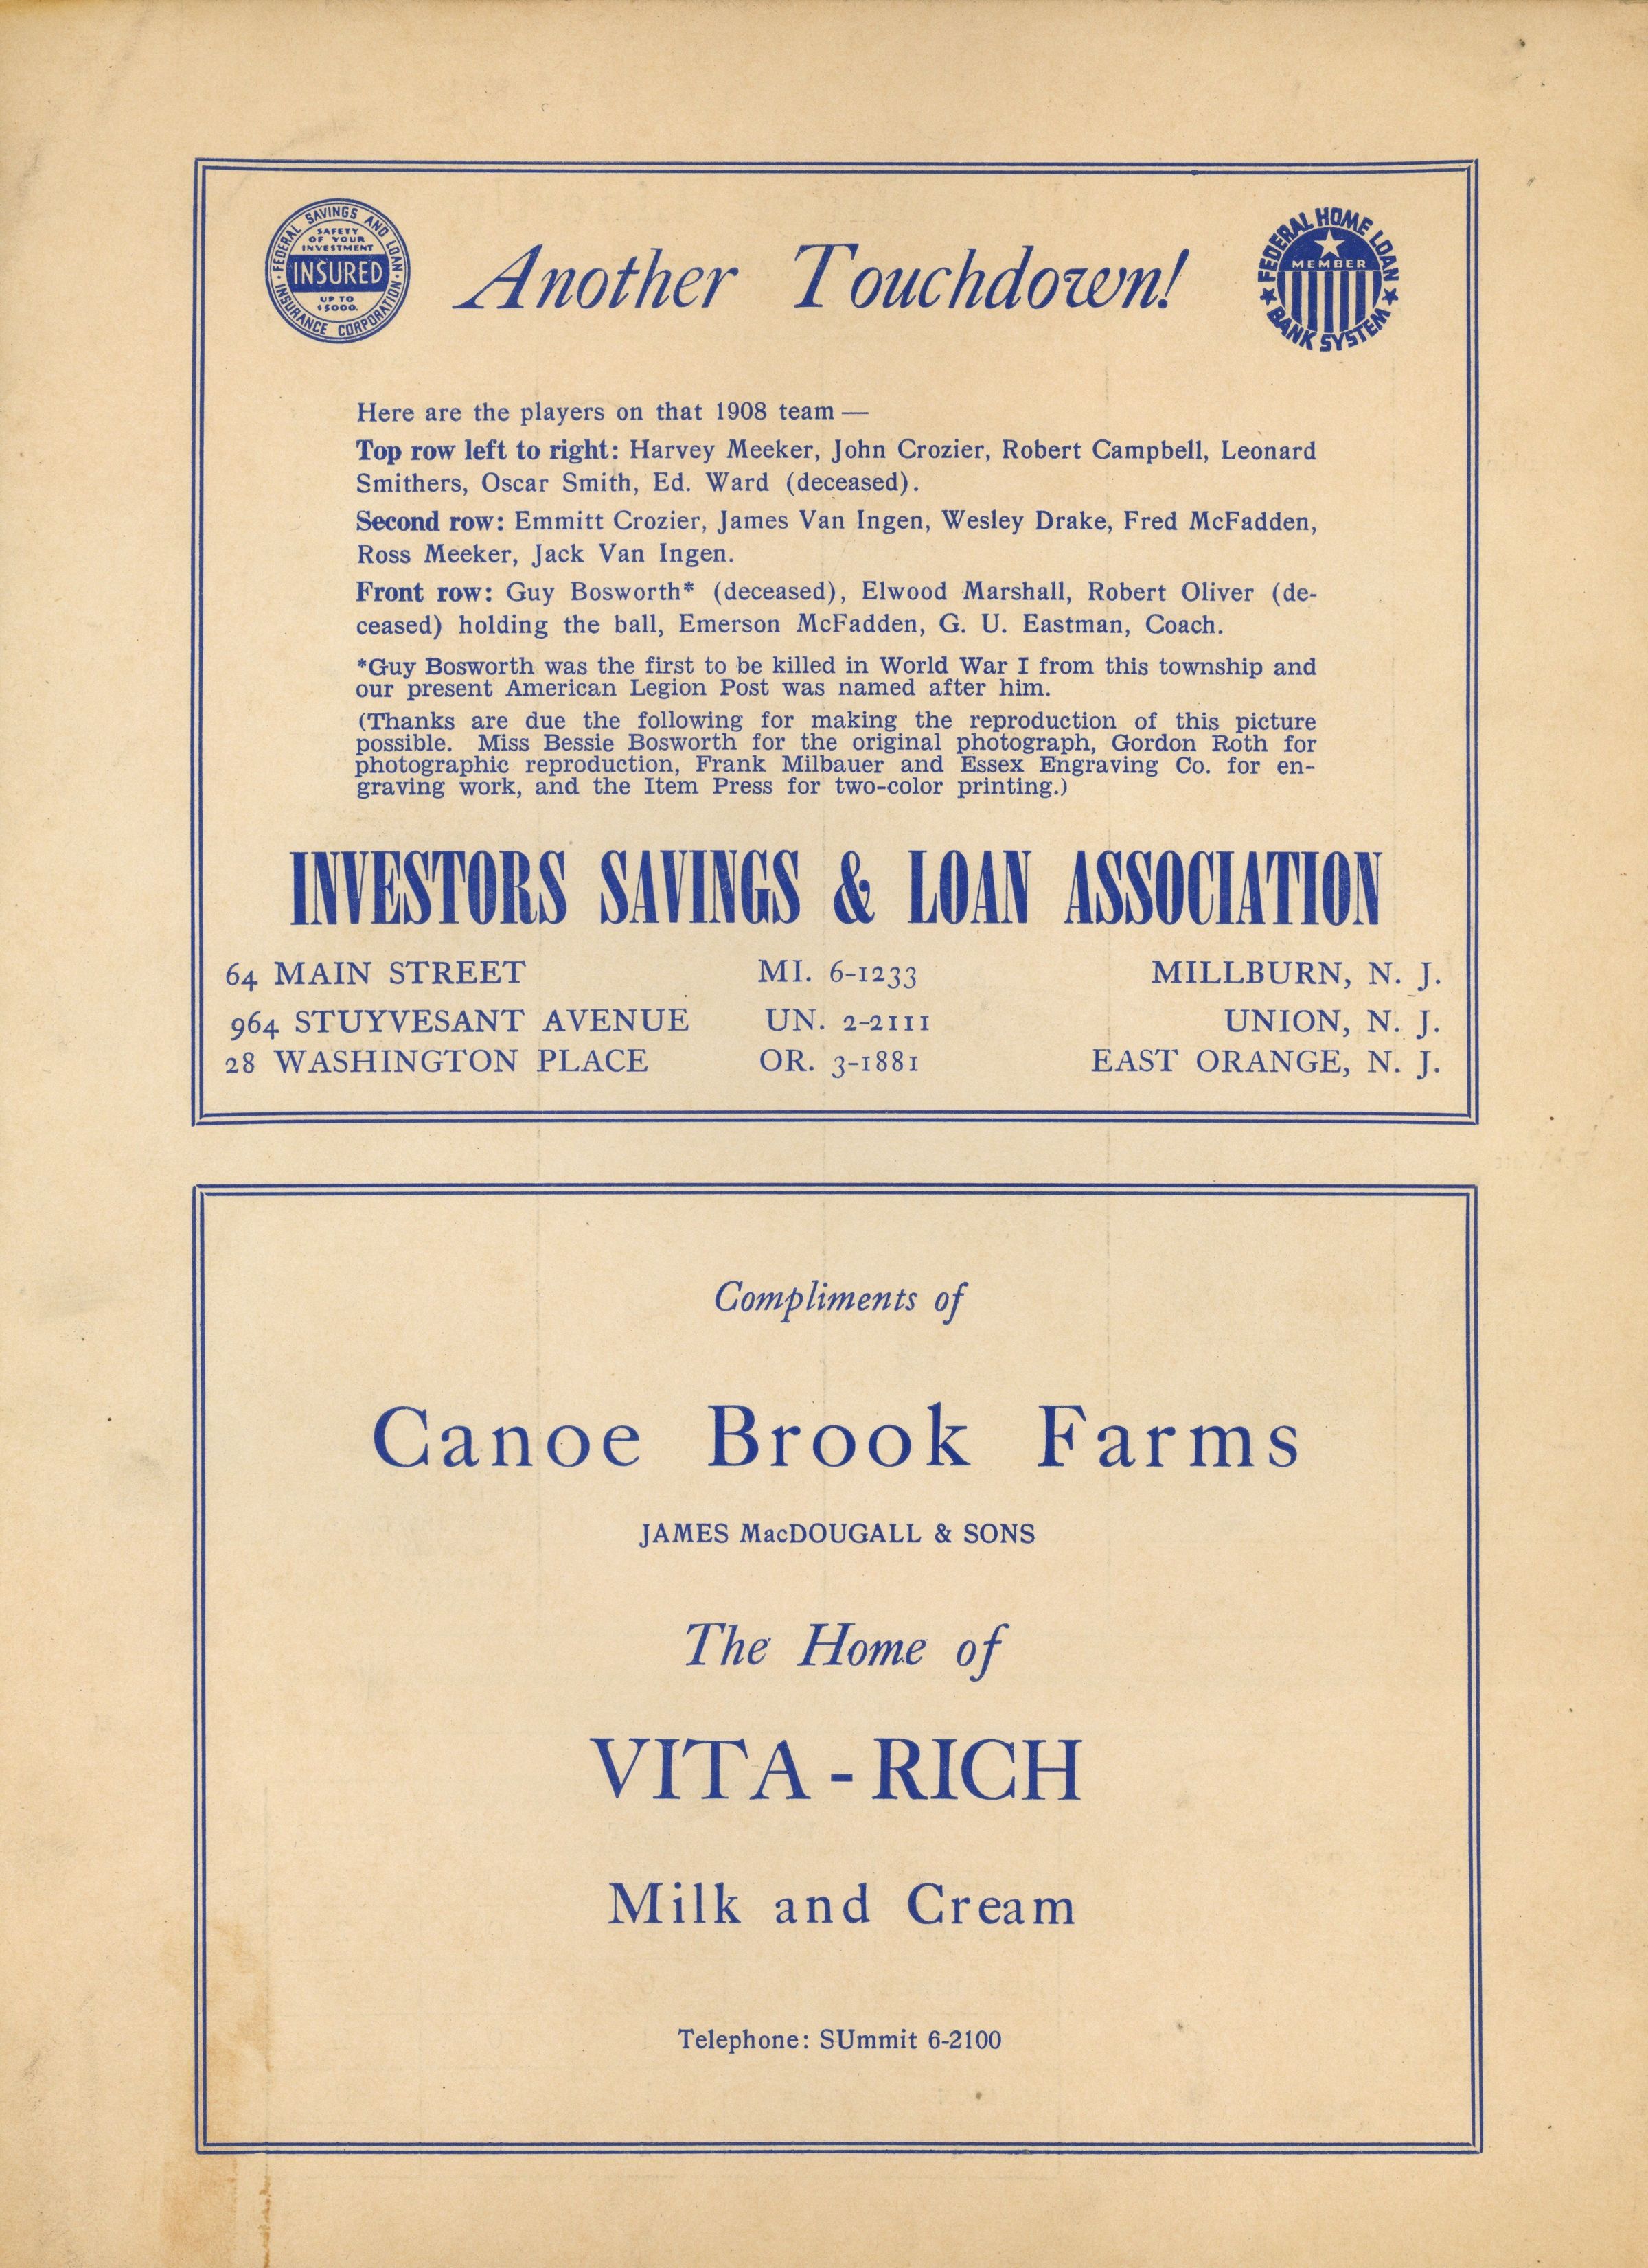 FEDERAL SAVINGS AND LOAN INSURANCE CORPORATION
SAFETY
OF YOUR
INVESTMENT
INSURED
UP TO
$5000.
Another Touchdown!
FEDERAL HOME LOAN BANK SYSTEM
MEMBER
Here are the players on that 1908 team —
Top row left to right: Harvey Meeker, John Crozier, Robert Campbell, Leonard
Smithers, Oscar Smith, Ed. Ward (deceased).
Second row: Emmitt Crozier, James Van Ingen, Wesley Drake, Fred McFadden,
Ross Meeker, Jack Van Ingen.
Front row: Guy Bosworth* (deceased), Elwood Marshall, Robert Oliver (de-
ceased) holding the ball, Emerson McFadden, G. U. Eastman, Coach.
*Guy Bosworth was the first to be killed in World War I from this township and
our present American Legion Post was named after him.
(Thanks are due the following for making the reproduction of this picture
possible. Miss Bessie Bosworth for the original photograph, Gordon Roth for
photographic reproduction, Frank Milbauer and Essex Engraving Co. for en-
graving work, and the Item Press for two-color printing.)
INVESTORS SAVINGS & LOAN ASSOCIATION
64 MAIN STREET MI. 6-1233 MILLBURN, N. J.
964 STUYVESANT AVENUE UN. 2-2111 UNION, N. J.
28 WASHINGTON PLACE OR. 3-1881 EAST ORANGE, N. J.
Compliments of
Canoe Brook Farms
JAMES MacDOUGALL & SONS
The Home of
VITA-RICH
Milk and Cream
Telephone: SUmmit 6-2100